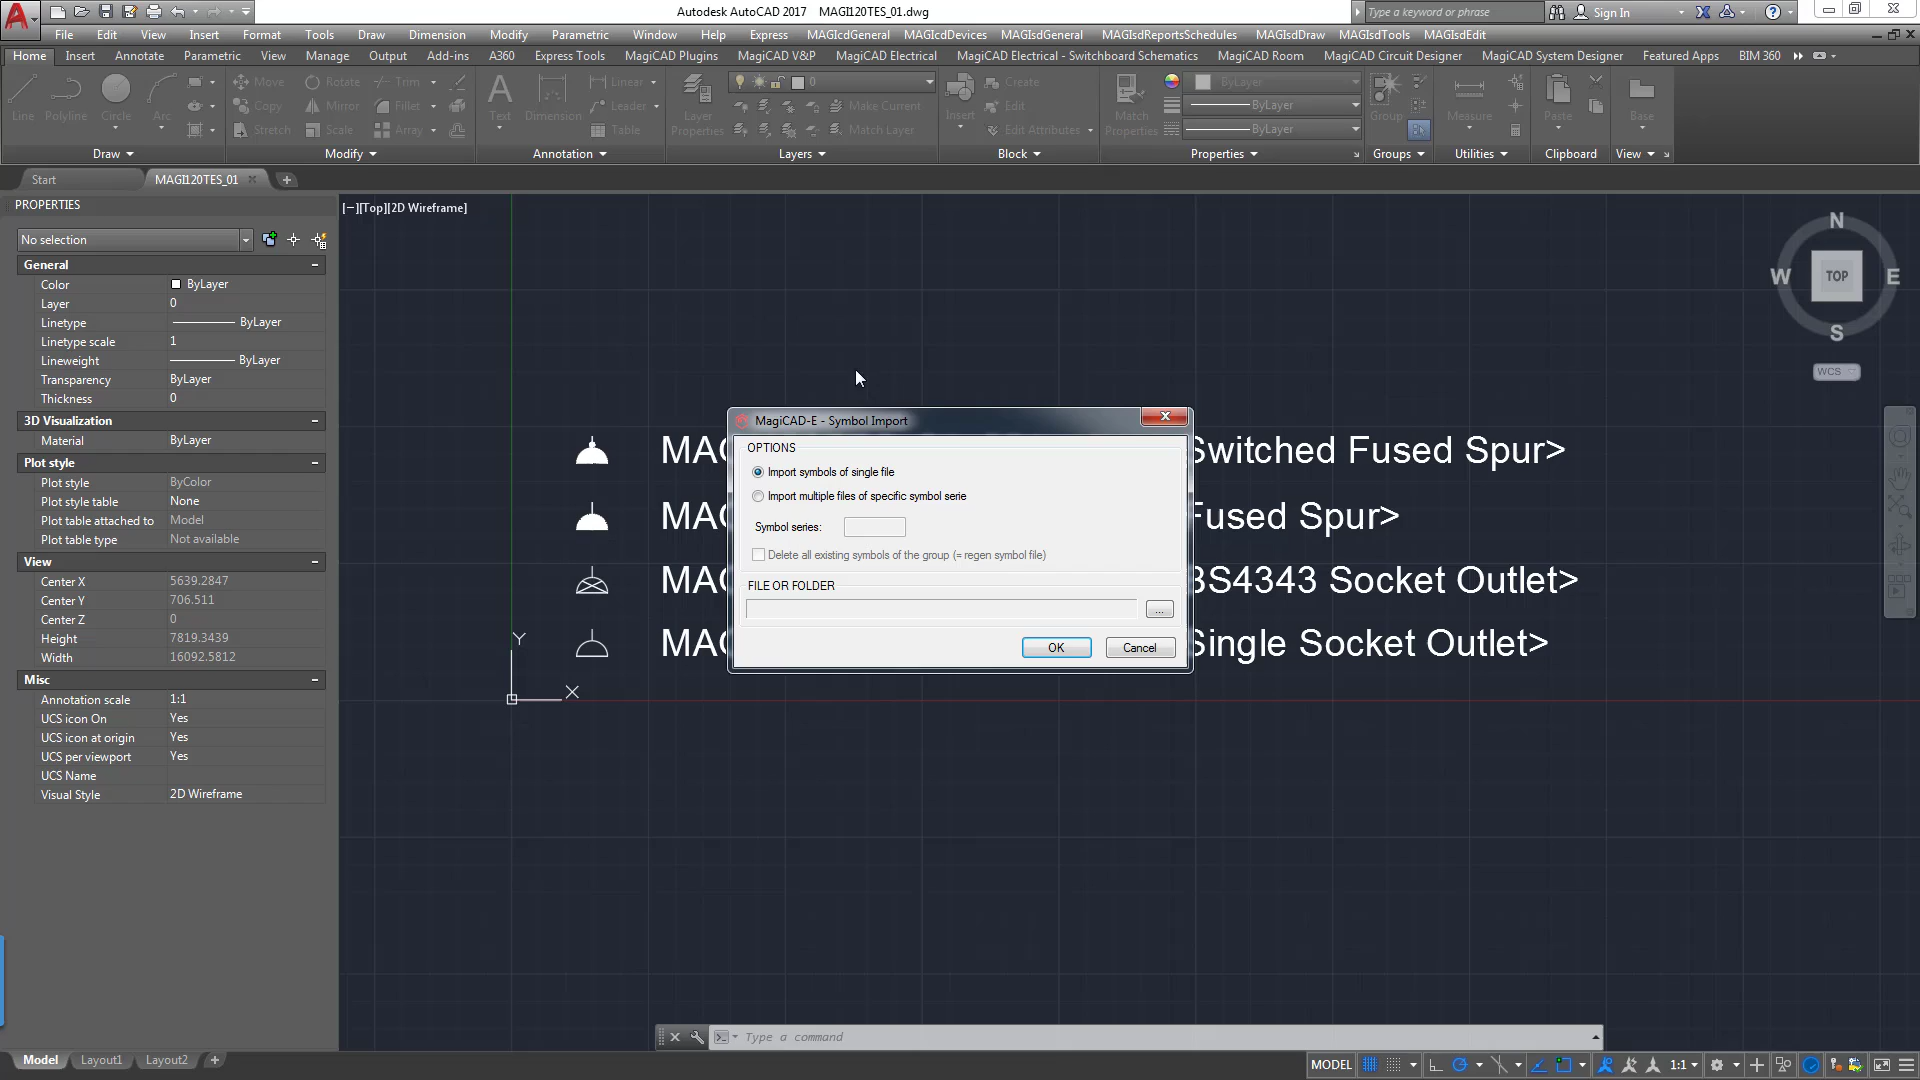 Autodesk AutoCAD 2017 MAGI120TES_01.dwg
Type a keyword or phrase
Sign In
File Edit View Insert Format Tools Draw Dimension Modify Parametric Window Help Express MAGIcdGeneral MAGIcdDevices MAGIsdGeneral MAGIsdReportsSchedules MAGIsdDraw MAGIsdTools MAGIsdEdit
Home Insert Annotate Parametric View Manage Output Add-ins A360 Express Tools MagiCAD Plugins MagiCAD V&P MagiCAD Electrical MagiCAD Electrical - Switchboard Schematics MagiCAD Room MagiCAD Circuit Designer MagiCAD System Designer Featured Apps BIM 360
Line Polyline Circle Arc
Move Rotate Trim
Copy Mirror Fillet
Stretch Scale Array
Text Dimension
Linear
Leader
Table
Layer Properties
0
Make Current
Match Layer
Insert
Create
Edit
Edit Attributes
Match Properties
ByLayer
ByLayer
ByLayer
Group
Measure
Paste
Base
Draw Modify Annotation Layers Block Properties Groups Utilities Clipboard View
Start MAGI120TES_01
PROPERTIES
No selection
General
Color ByLayer
Layer 0
Linetype ByLayer
Linetype scale 1
Lineweight ByLayer
Transparency ByLayer
Thickness 0
3D Visualization
Material ByLayer
Plot style
Plot style ByColor
Plot style table None
Plot table attached to Model
Plot table type Not available
View
Center X 5639.2847
Center Y 706.511
Center Z 0
Height 7819.3439
Width 16092.5812
Misc
Annotation scale 1:1
UCS icon On Yes
UCS icon at origin Yes
UCS per viewport Yes
UCS Name
Visual Style 2D Wireframe
[−][Top][2D Wireframe]
N
W TOP E
S
WCS
MAG Switched Fused Spur>
MAG Fused Spur>
MAG BS4343 Socket Outlet>
MAG Single Socket Outlet>
Y
X
MagiCAD-E - Symbol Import
OPTIONS
Import symbols of single file
Import multiple files of specific symbol serie
Symbol series:
Delete all existing symbols of the group (= regen symbol file)
FILE OR FOLDER
...
OK Cancel
Type a command
Model Layout1 Layout2
MODEL 1:1